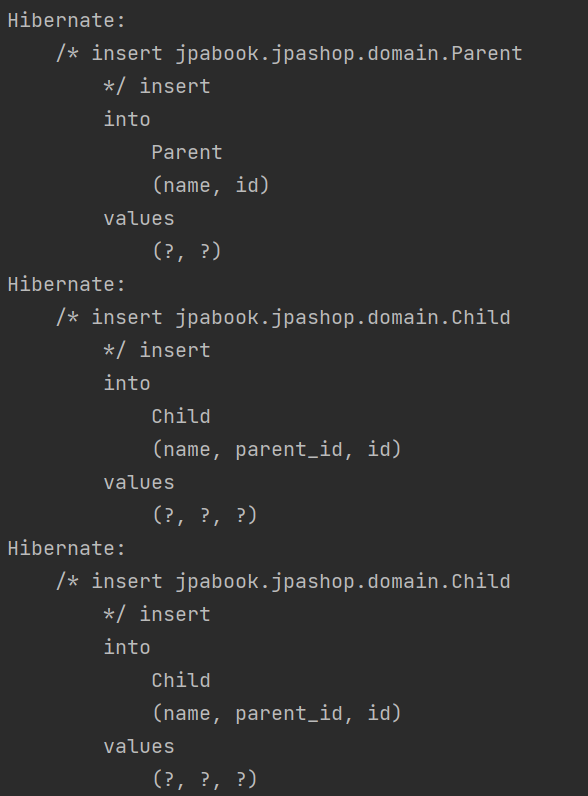 Hibernate:
    /* insert jpabook.jpashop.domain.Parent
        */ insert
        into
            Parent
            (name, id)
        values
            (?, ?)
Hibernate:
    /* insert jpabook.jpashop.domain.Child
        */ insert
        into
            Child
            (name, parent_id, id)
        values
            (?, ?, ?)
Hibernate:
    /* insert jpabook.jpashop.domain.Child
        */ insert
        into
            Child
            (name, parent_id, id)
        values
            (?, ?, ?)